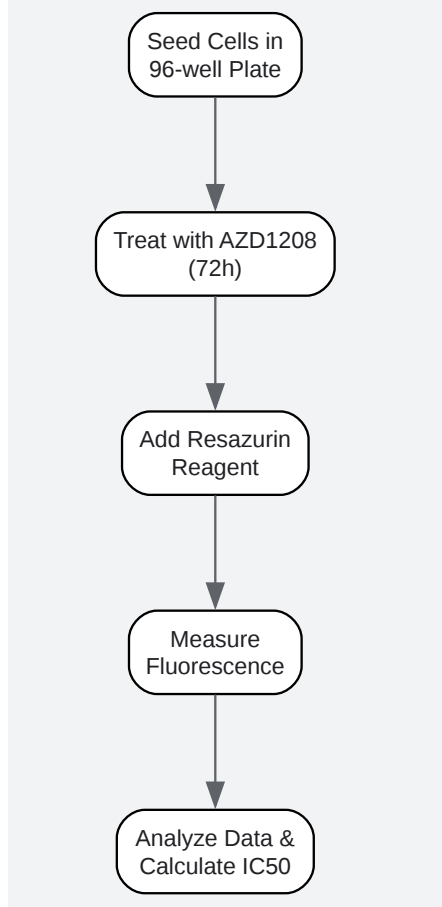 Seed Cells in
96-well Plate
Treat with AZD1208
(72h)
Add Resazurin
Reagent
Measure
Fluorescence
Analyze Data &
Calculate IC50